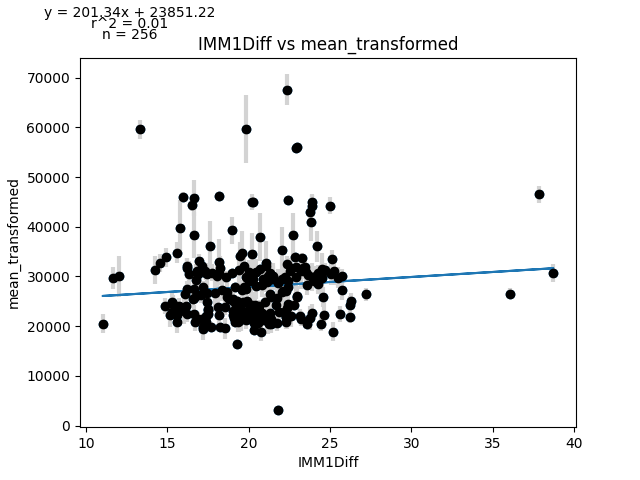 y = 201.34x + 23851.22
r^2 = 0.01
n = 256
IMM1Diff vs mean_transformed
70000
60000
50000
40000
30000
20000
10000
0
mean_transformed
10 15 20 25 30 35 40
IMM1Diff